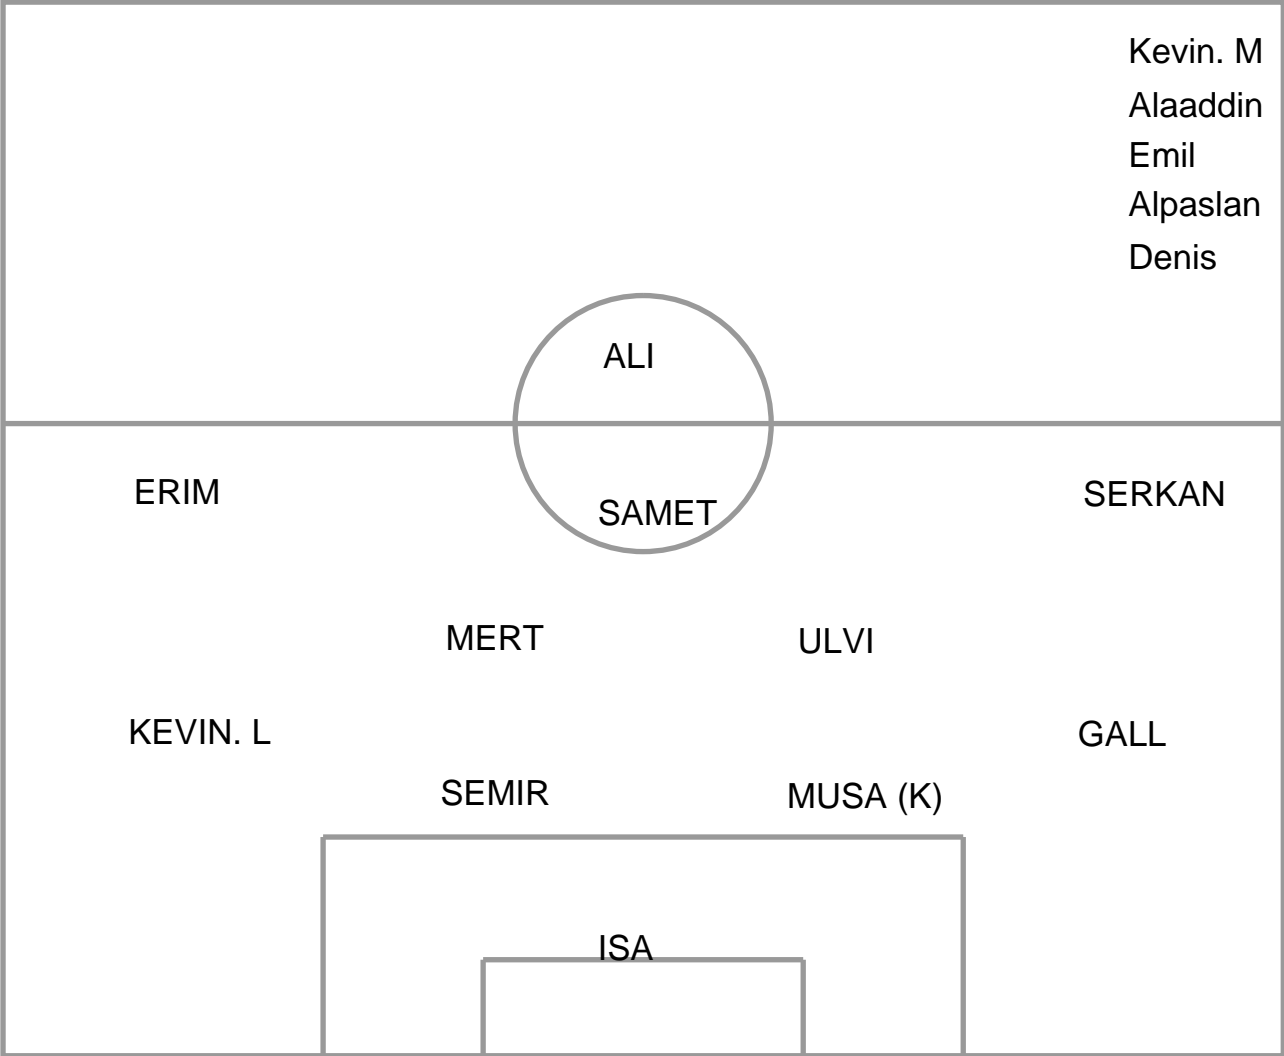 Kevin. M
Alaaddin
Emil
Alpaslan
Denis
ALI
ERIM
SAMET
SERKAN
MERT
ULVI
KEVIN. L
GALL
SEMIR
MUSA (K)
ISA